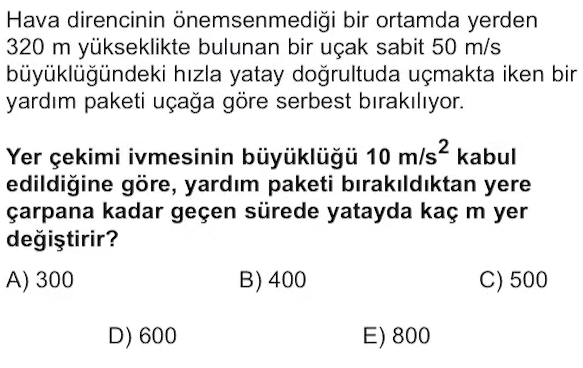 Hava direncinin önemsenmediği bir ortamda yerden
320 m yükseklikte bulunan bir uçak sabit 50 m/s
büyüklüğündeki hızla yatay doğrultuda uçmakta iken bir
yardım paketi uçağa göre serbest bırakılıyor.
Yer çekimi ivmesinin büyüklüğü 10 m/s² kabul
edildiğine göre, yardım paketi bırakıldıktan yere
çarpana kadar geçen sürede yatayda kaç m yer
değiştirir?
A) 300 B) 400 C) 500
D) 600 E) 800